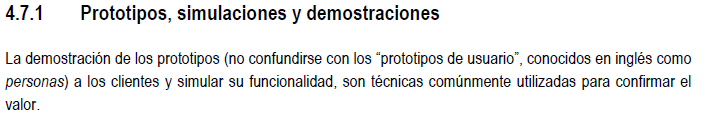 4.7.1 Prototipos, simulaciones y demostraciones
La demostración de los prototipos (no confundirse con los “prototipos de usuario”, conocidos en inglés como
personas) a los clientes y simular su funcionalidad, son técnicas comúnmente utilizadas para confirmar el
valor.